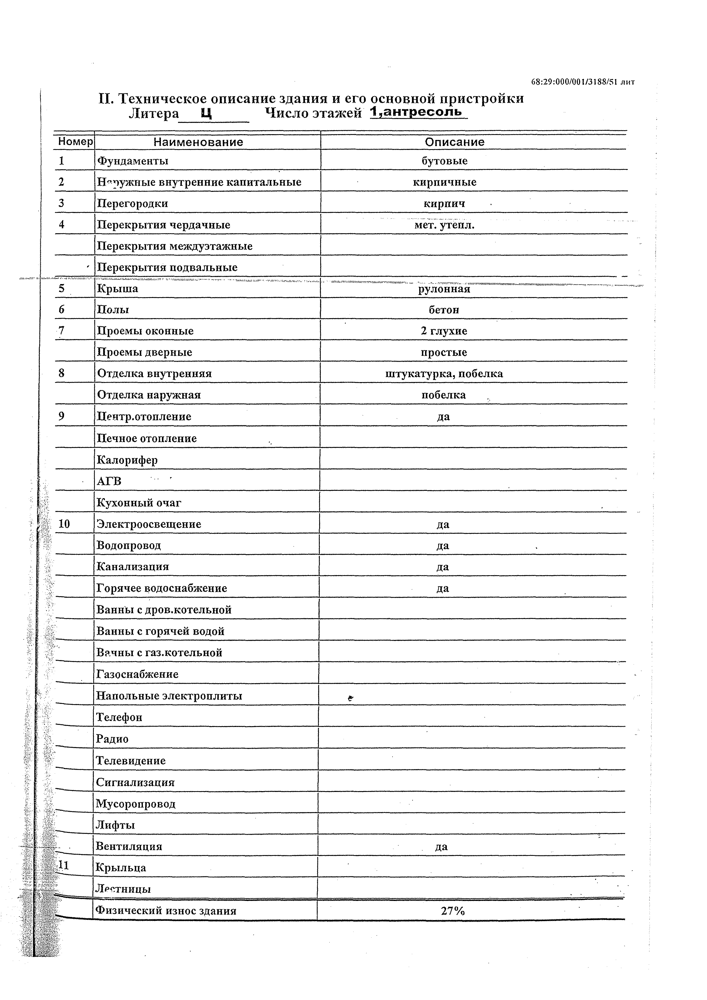 68:29:000/001/3188/51 лит
II. Техническое описание здания и его основной пристройки
Литера Ц Число этажей 1,антресоль
Номер Наименование Описание
1 Фундаменты бутовые
2 Наружные внутренние капитальные кирпичные
3 Перегородки кирпич
4 Перекрытия чердачные мет. утепл.
Перекрытия междуэтажные
Перекрытия подвальные
5 Крыша рулонная
6 Полы бетон
7 Проемы оконные 2 глухие
Проемы дверные простые
8 Отделка внутренняя штукатурка, побелка
Отделка наружная побелка
9 Центр.отопление да
Печное отопление
Калорифер
АГВ
Кухонный очаг
10 Электроосвещение да
Водопровод да
Канализация да
Горячее водоснабжение да
Ванны с дров.котельной
Ванны с горячей водой
Ванны с газ.котельной
Газоснабжение
Напольные электроплиты
Телефон
Радио
Телевидение
Сигнализация
Мусоропровод
Лифты
Вентиляция да
11 Крыльца
Лестницы
Физический износ здания 27%